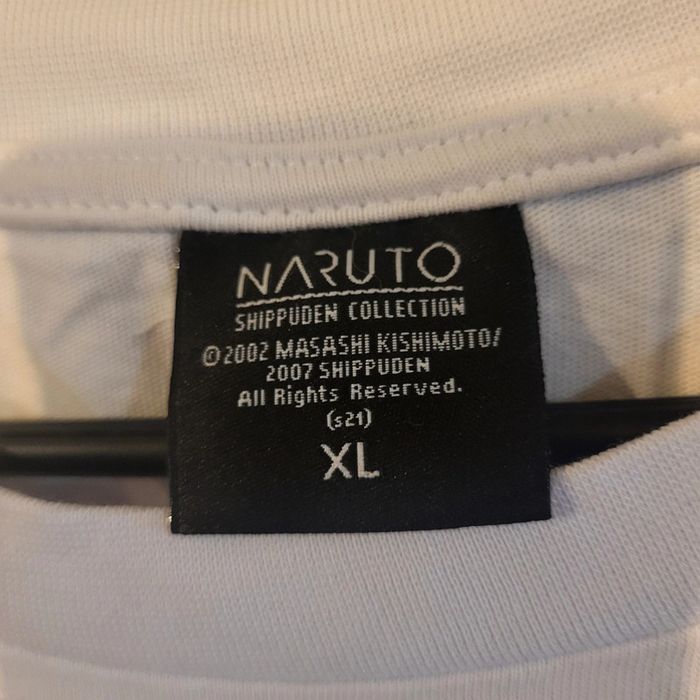 NARUTO
SHIPPUDEN COLLECTION
©2002 MASASHI KISHIMOTO/
2007 SHIPPUDEN
All Rights Reserved.
(s21)
XL